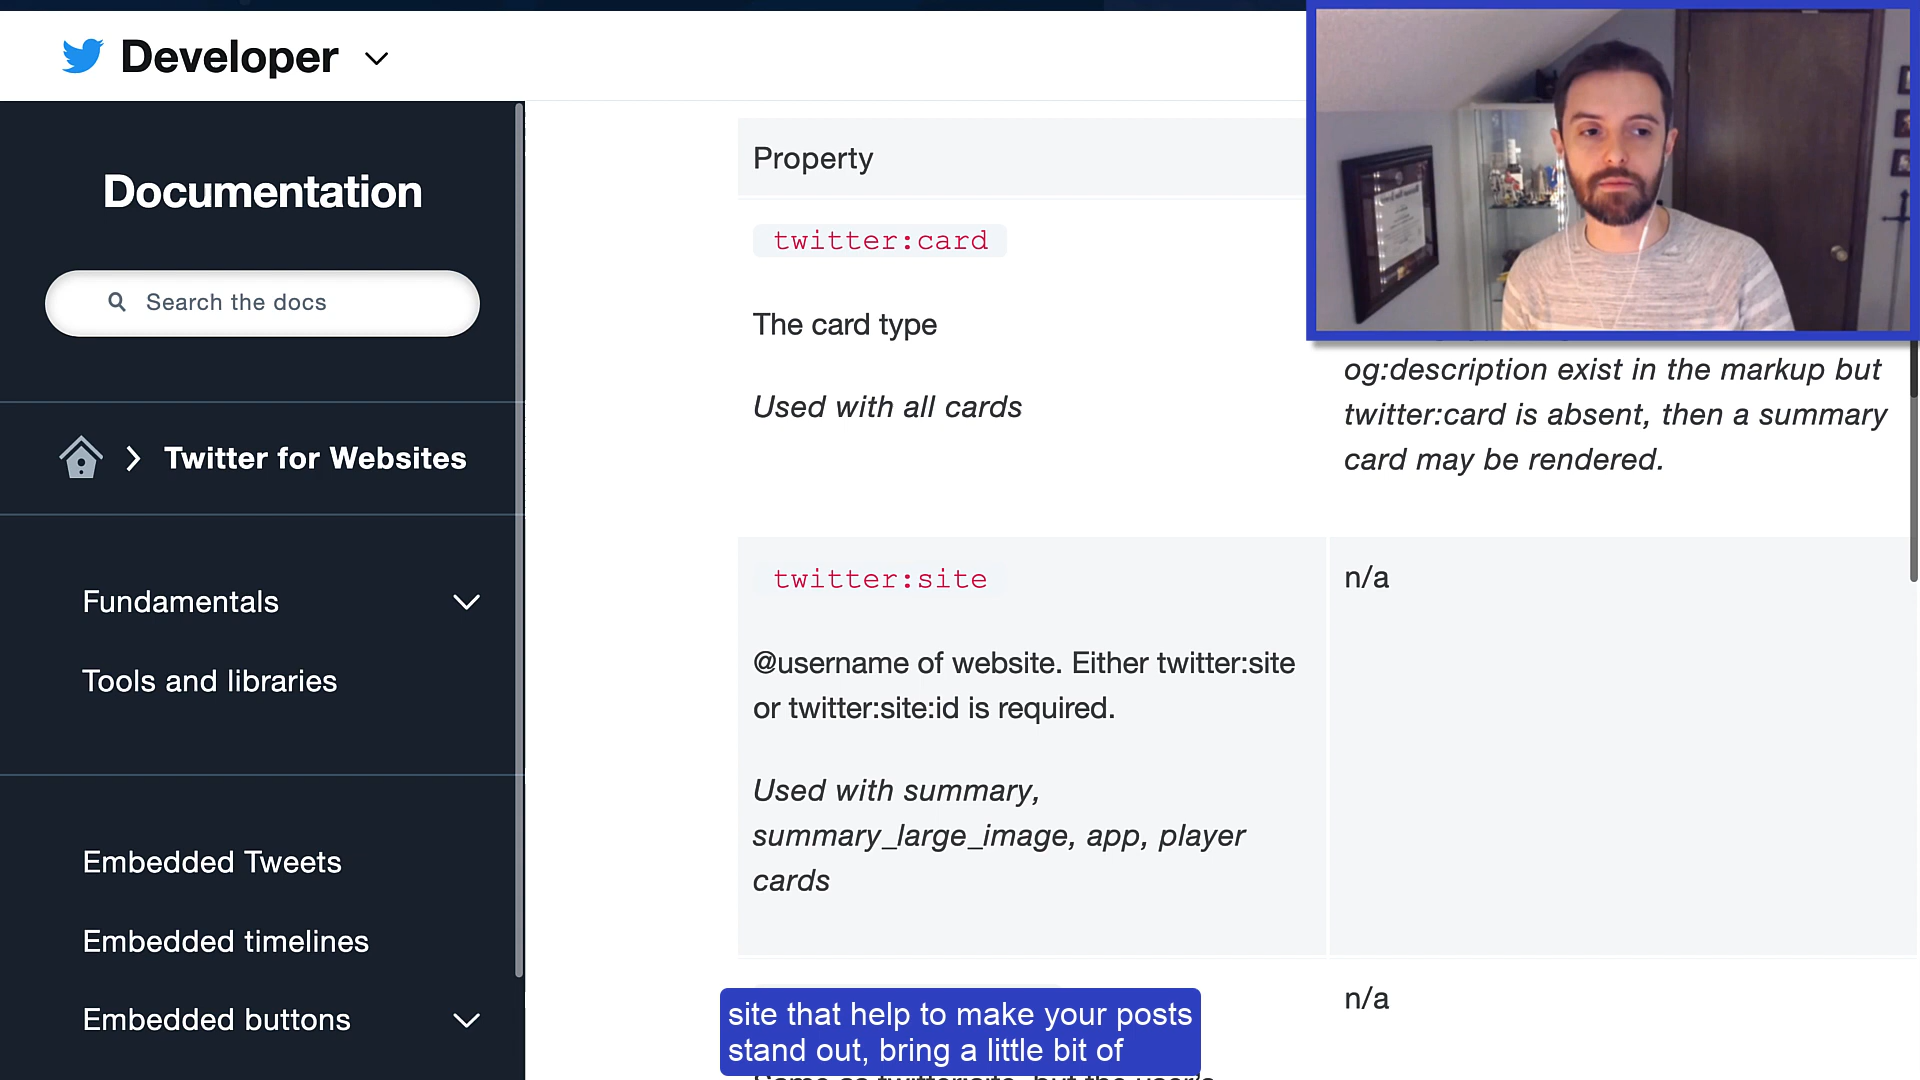 Developer
Documentation
Search the docs
Twitter for Websites
Fundamentals
Tools and libraries
Embedded Tweets
Embedded timelines
Embedded buttons
Property
twitter:card
The card type
Used with all cards
og:description exist in the markup but
twitter:card is absent, then a summary
card may be rendered.
twitter:site
@username of website. Either twitter:site
or twitter:site:id is required.
Used with summary,
summary_large_image, app, player
cards
n/a
n/a
site that help to make your posts
stand out, bring a little bit of